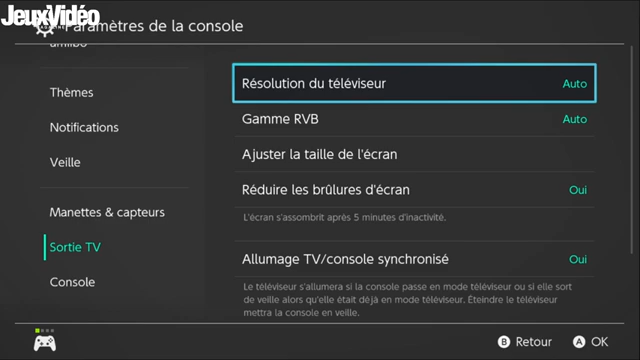 JeuxVidéo
Paramètres de la console
amiibo
Thèmes
Notifications
Veille
Manettes & capteurs
Sortie TV
Console
Résolution du téléviseur Auto
Gamme RVB Auto
Ajuster la taille de l'écran
Réduire les brûlures d'écran Oui
L'écran s'assombrit après 5 minutes d'inactivité.
Allumage TV/console synchronisé Oui
Le téléviseur s'allumera si la console passe en mode téléviseur ou si elle sort
de veille alors qu'elle était déjà en mode téléviseur. Éteindre le téléviseur
mettra la console en veille.
B Retour A OK